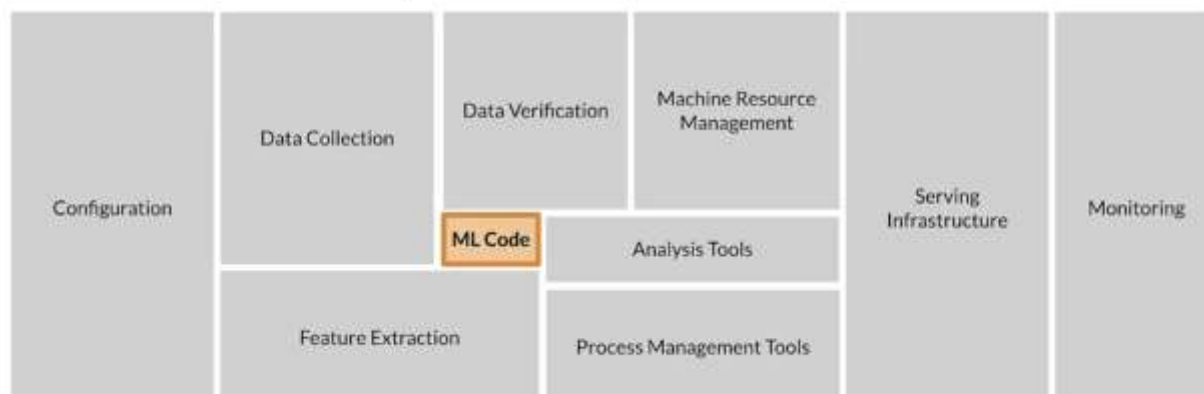 Configuration
Data Collection
Data Verification
Machine Resource
Management
ML Code
Analysis Tools
Feature Extraction
Process Management Tools
Serving
Infrastructure
Monitoring